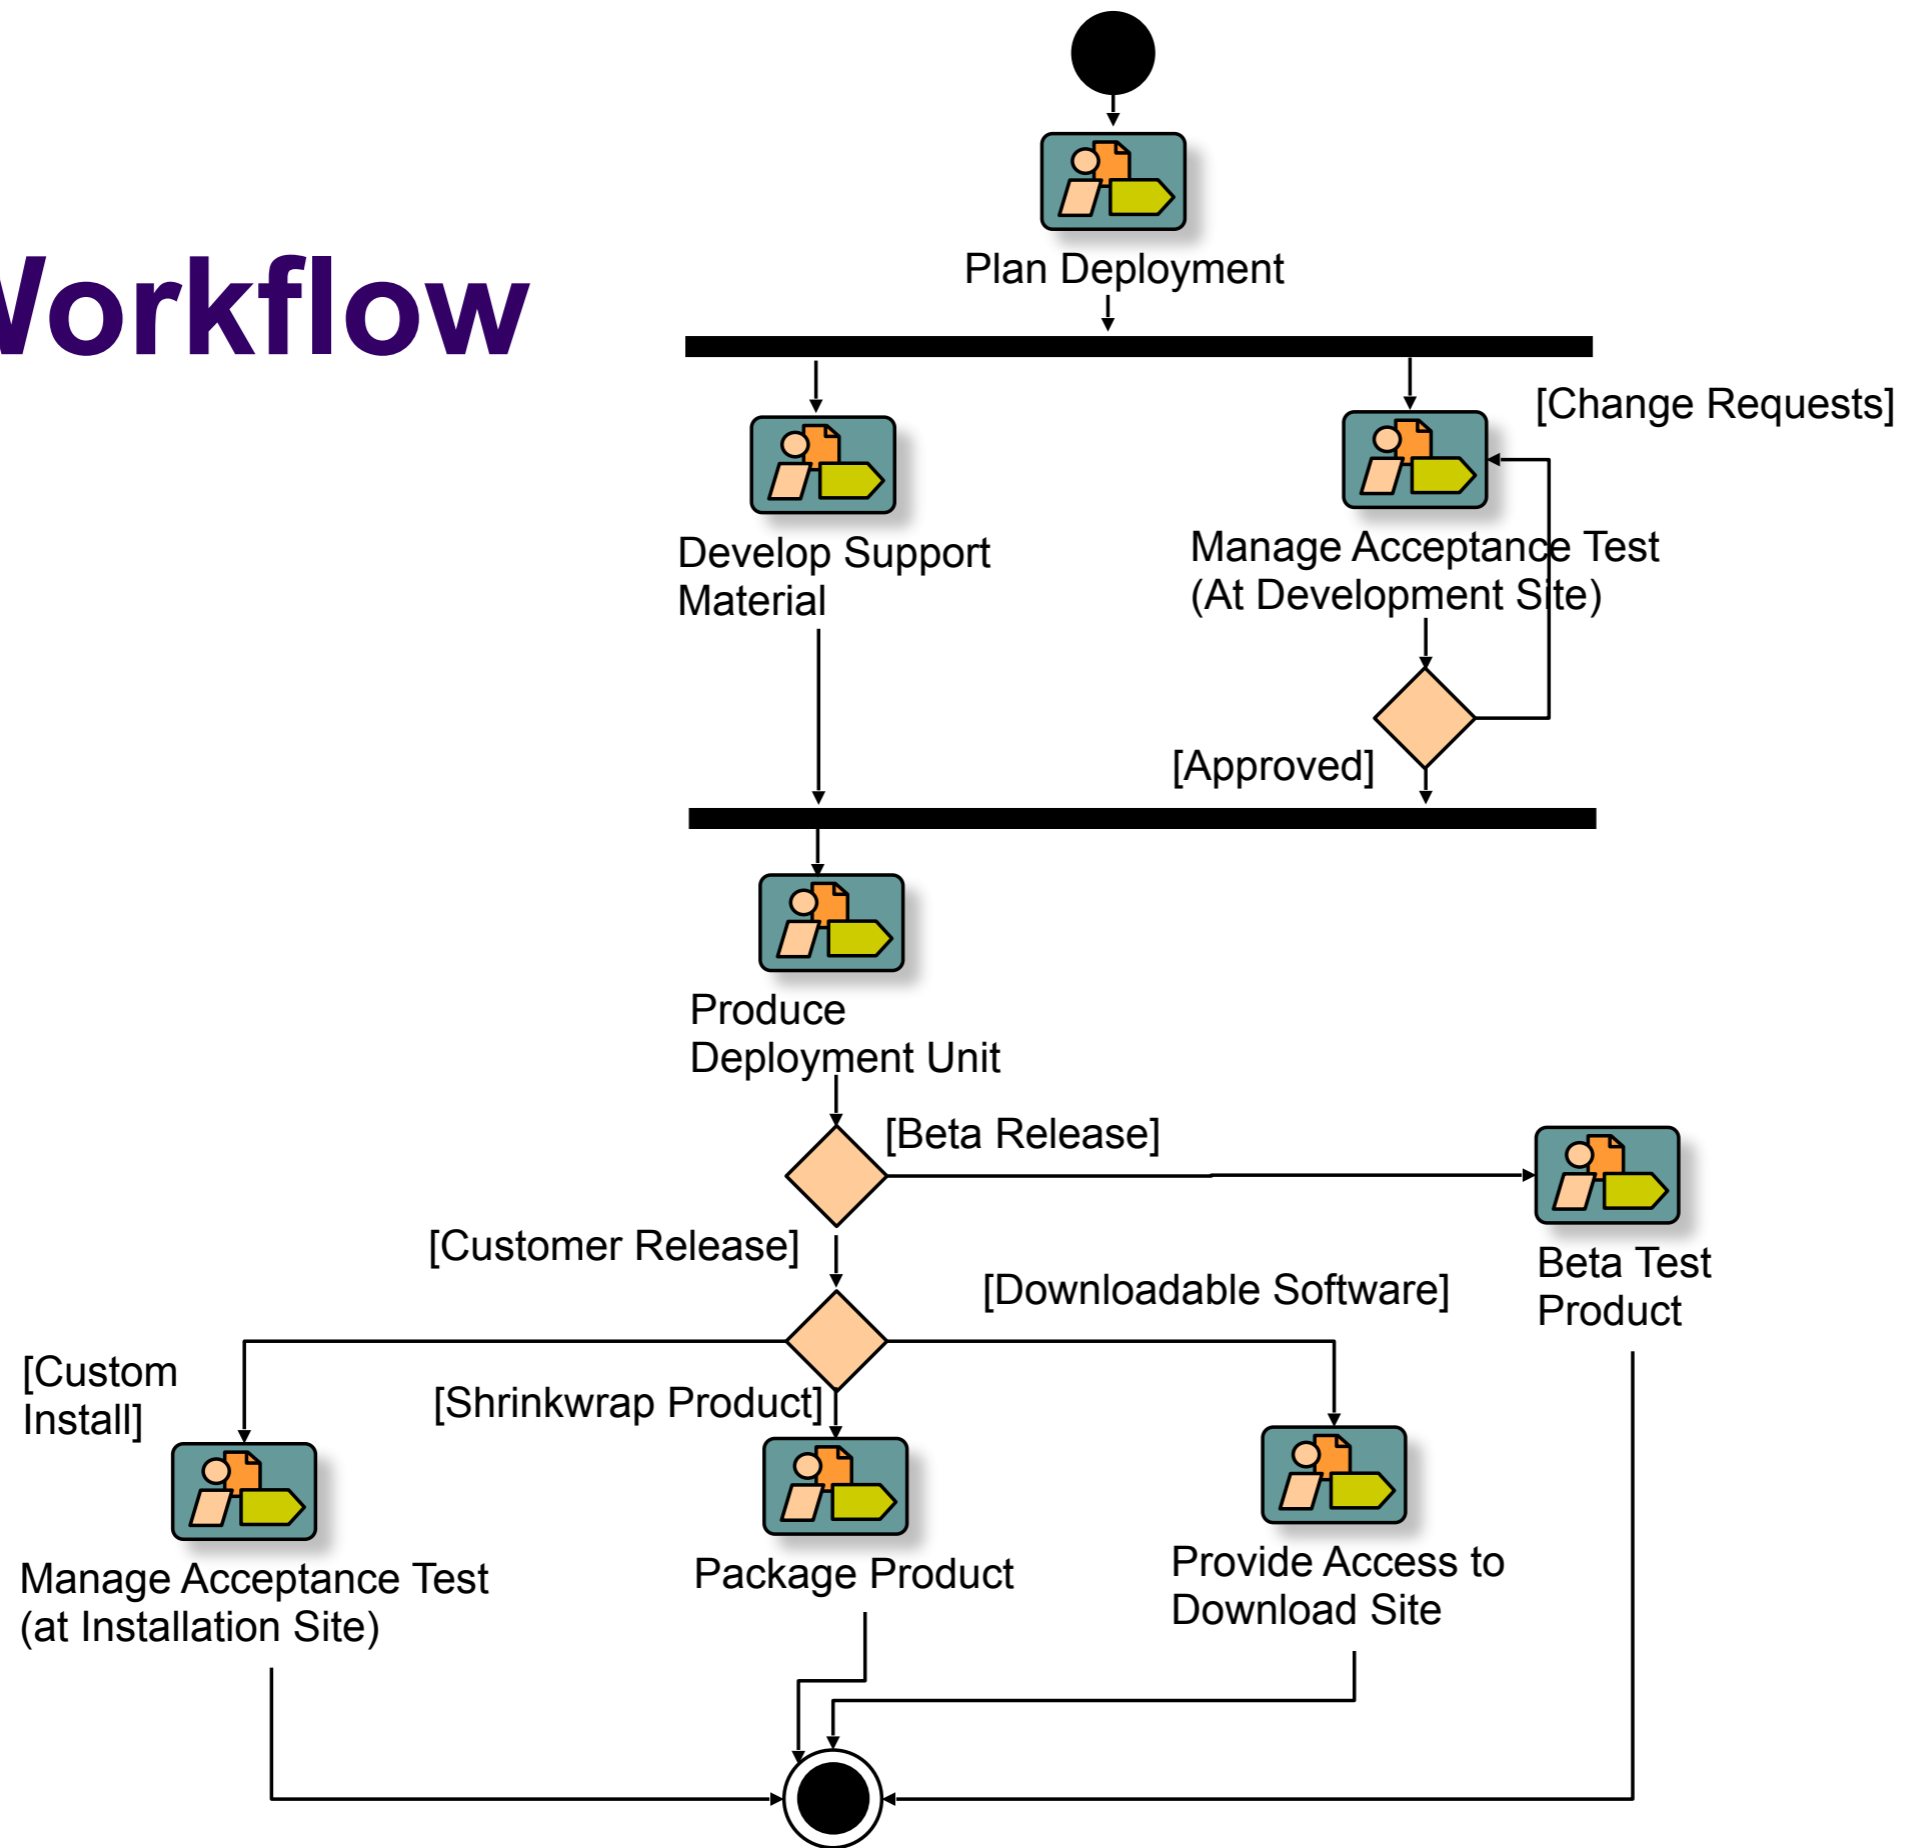 Plan Deployment
Workflow
[Change Requests]
Develop Support
Material
Manage Acceptance Test
(At Development Site)
[Approved]
Produce
Deployment Unit
[Beta Release]
[Customer Release]
Beta Test
Product
[Downloadable Software]
[Custom
Install]
[Shrinkwrap Product]
Manage Acceptance Test
(at Installation Site)
Package Product
Provide Access to
Download Site